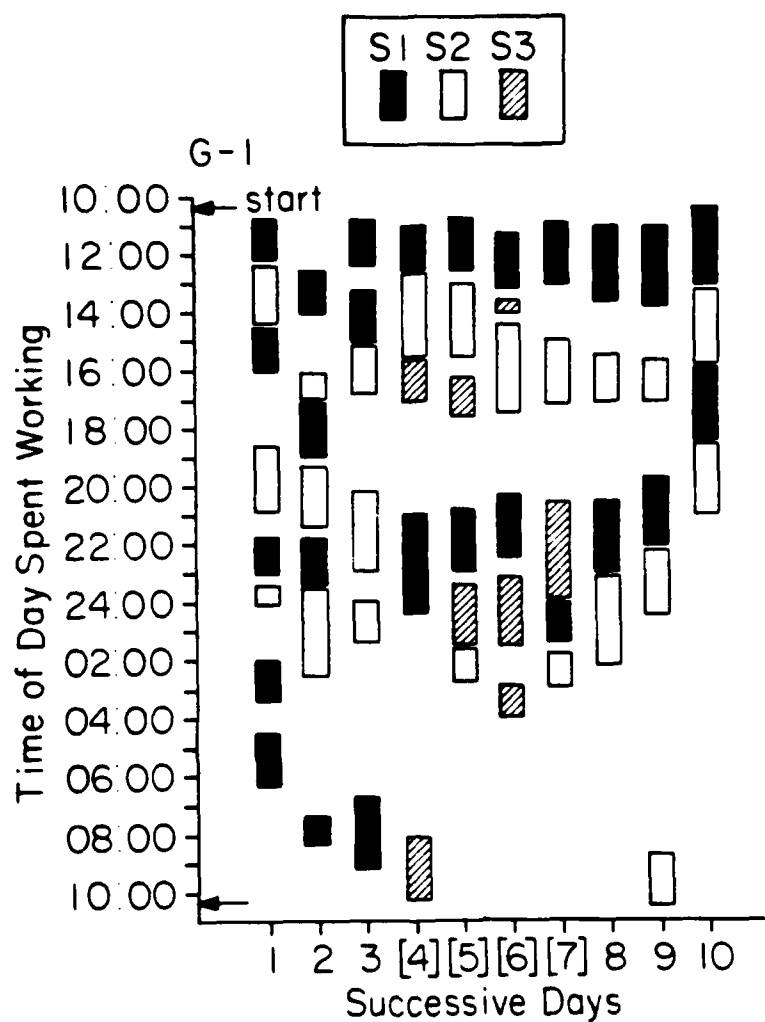 S1 S2 S3
G-1
start
10:00
12:00
14:00
16:00
18:00
20:00
22:00
24:00
02:00
04:00
06:00
08:00
10:00
Time of Day Spent Working
1 2 3 [4] [5] [6] [7] 8 9 10
Successive Days